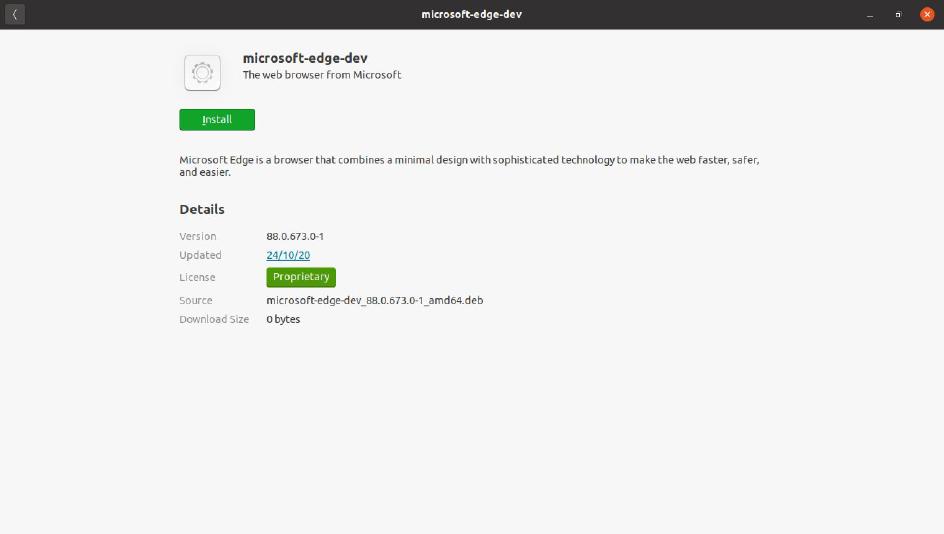 microsoft-edge-dev
microsoft-edge-dev
The web browser from Microsoft
Install
Microsoft Edge is a browser that combines a minimal design with sophisticated technology to make the web faster, safer,
and easier.
Details
Version 88.0.673.0-1
Updated 24/10/20
License Proprietary
Source microsoft-edge-dev_88.0.673.0-1_amd64.deb
Download Size 0 bytes